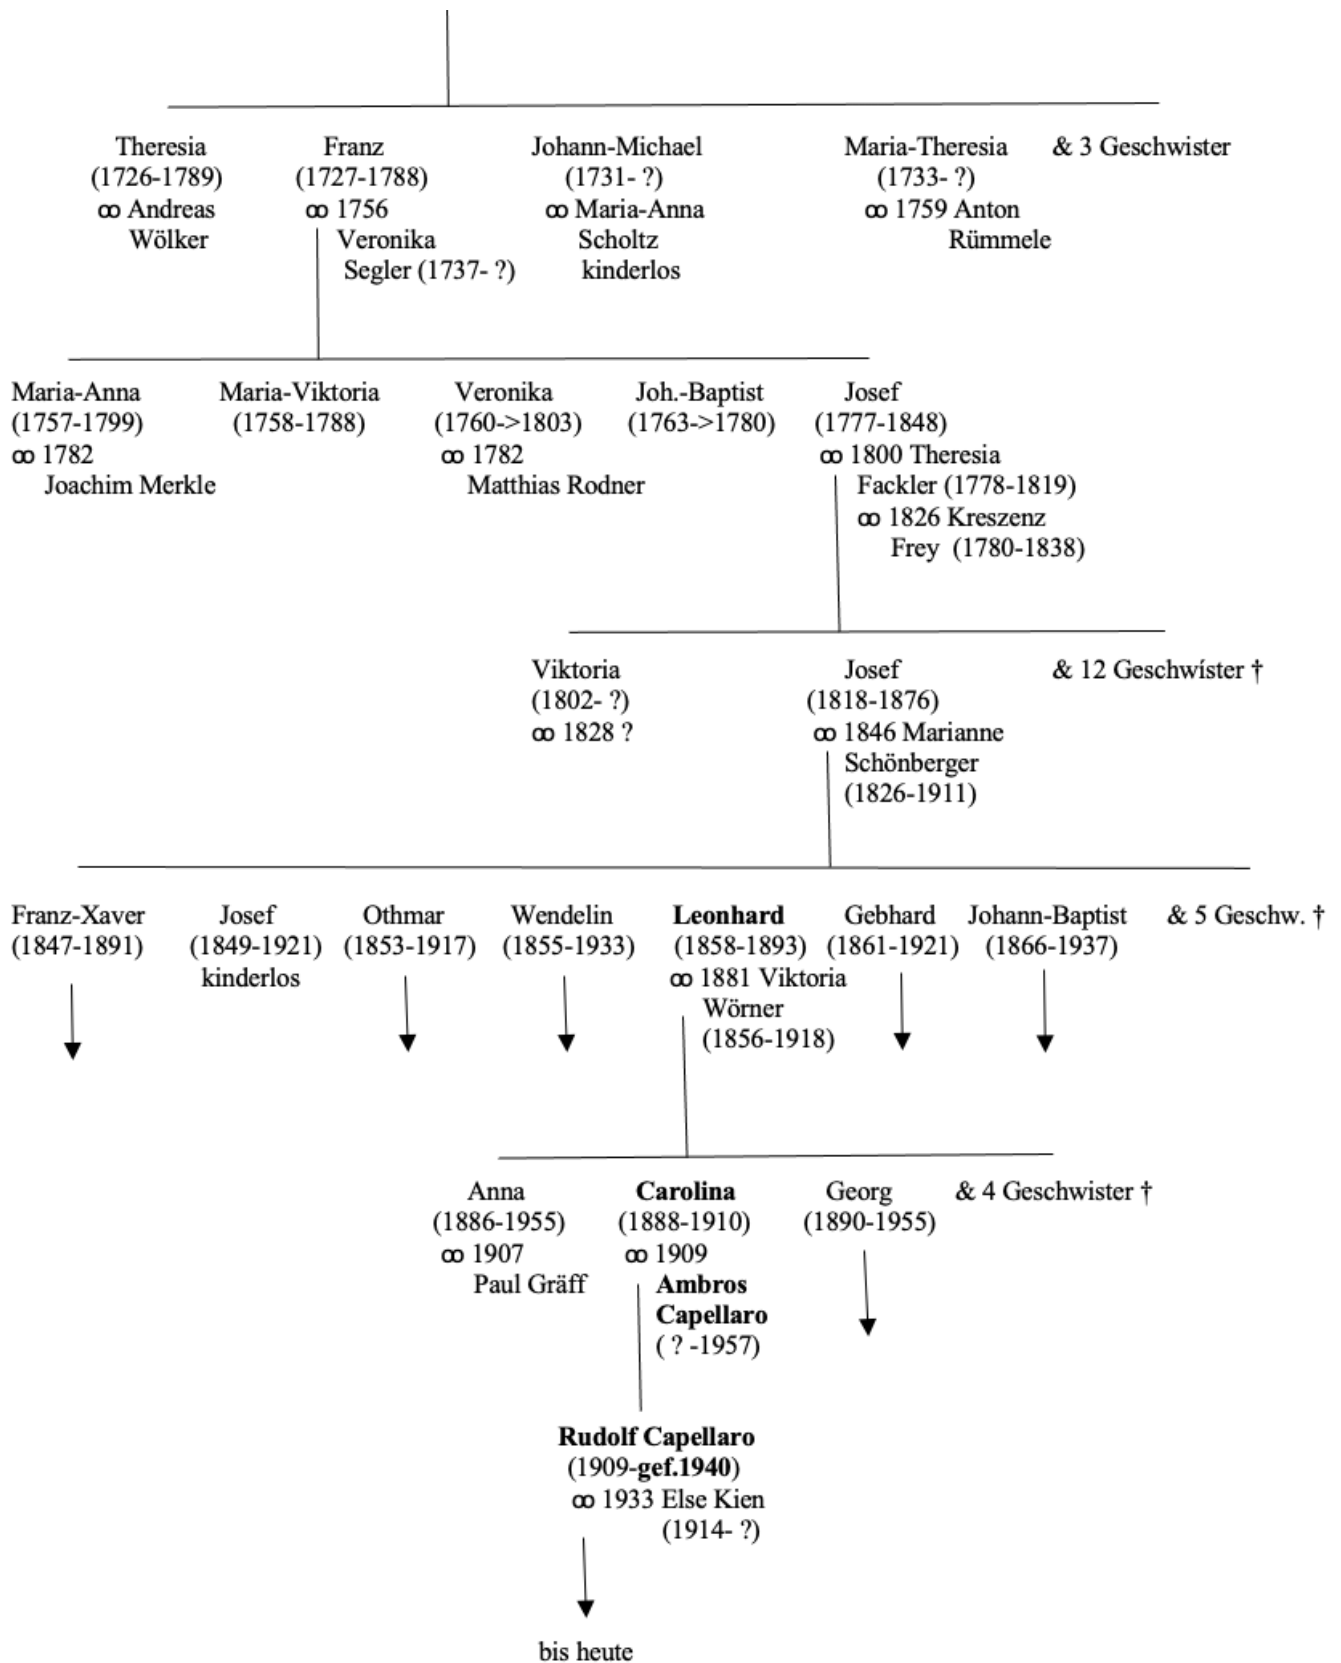 Theresia Franz Johann-Michael Maria-Theresia & 3 Geschwister
(1726-1789) (1727-1788) (1731- ?) (1733- ?)
ꝏ Andreas ꝏ 1756 ꝏ Maria-Anna ꝏ 1759 Anton
Wölker Veronika Scholtz Rümmele
Segler (1737- ?) kinderlos
Maria-Anna Maria-Viktoria Veronika Joh.-Baptist Josef
(1757-1799) (1758-1788) (1760->1803) (1763->1780) (1777-1848)
ꝏ 1782 ꝏ 1782 ꝏ 1800 Theresia
Joachim Merkle Matthias Rodner Fackler (1778-1819)
ꝏ 1826 Kreszenz
Frey (1780-1838)
Viktoria Josef & 12 Geschwíster †
(1802- ?) (1818-1876)
ꝏ 1828 ? ꝏ 1846 Marianne
Schönberger
(1826-1911)
Franz-Xaver Josef Othmar Wendelin Leonhard Gebhard Johann-Baptist & 5 Geschw. †
(1847-1891) (1849-1921) (1853-1917) (1855-1933) (1858-1893) (1861-1921) (1866-1937)
kinderlos ꝏ 1881 Viktoria
Wörner
(1856-1918)
Anna Carolina Georg & 4 Geschwister †
(1886-1955) (1888-1910) (1890-1955)
ꝏ 1907 ꝏ 1909
Paul Gräff Ambros
Capellaro
( ? -1957)
Rudolf Capellaro
(1909-gef.1940)
ꝏ 1933 Else Kien
(1914- ?)
bis heute